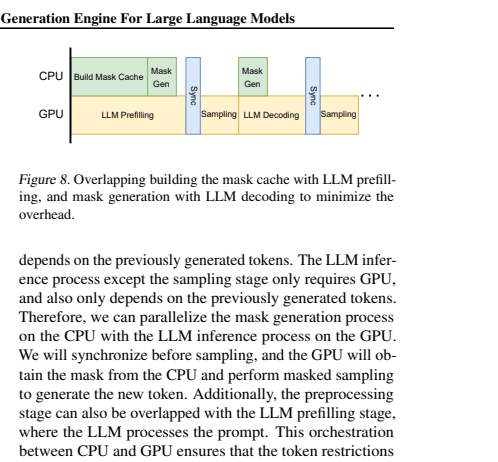 Generation Engine For Large Language Models
CPU
Build Mask Cache
Mask
Gen
Mask
Gen
Sync
Sync
...
GPU
LLM Prefilling
Sampling
LLM Decoding
Sampling
Figure 8. Overlapping building the mask cache with LLM prefill-
ing, and mask generation with LLM decoding to minimize the
overhead.
depends on the previously generated tokens. The LLM infer-
ence process except the sampling stage only requires GPU,
and also only depends on the previously generated tokens.
Therefore, we can parallelize the mask generation process
on the CPU with the LLM inference process on the GPU.
We will synchronize before sampling, and the GPU will ob-
tain the mask from the CPU and perform masked sampling
to generate the new token. Additionally, the preprocessing
stage can also be overlapped with the LLM prefilling stage,
where the LLM processes the prompt. This orchestration
between CPU and GPU ensures that the token restrictions